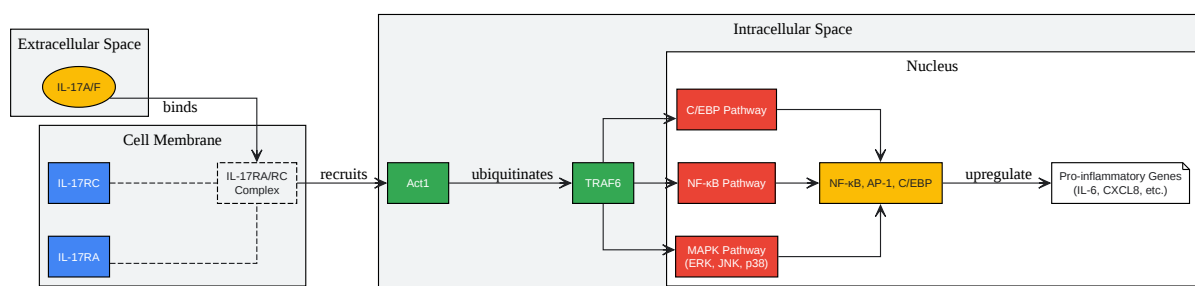 Extracellular Space
IL-17A/F
binds
Cell Membrane
IL-17RC
IL-17RA
IL-17RA/RC
Complex
recruits
Intracellular Space
Act1
ubiquitinates
TRAF6
Nucleus
C/EBP Pathway
NF-κB Pathway
MAPK Pathway
(ERK, JNK, p38)
NF-κB, AP-1, C/EBP
upregulate
Pro-inflammatory Genes
(IL-6, CXCL8, etc.)